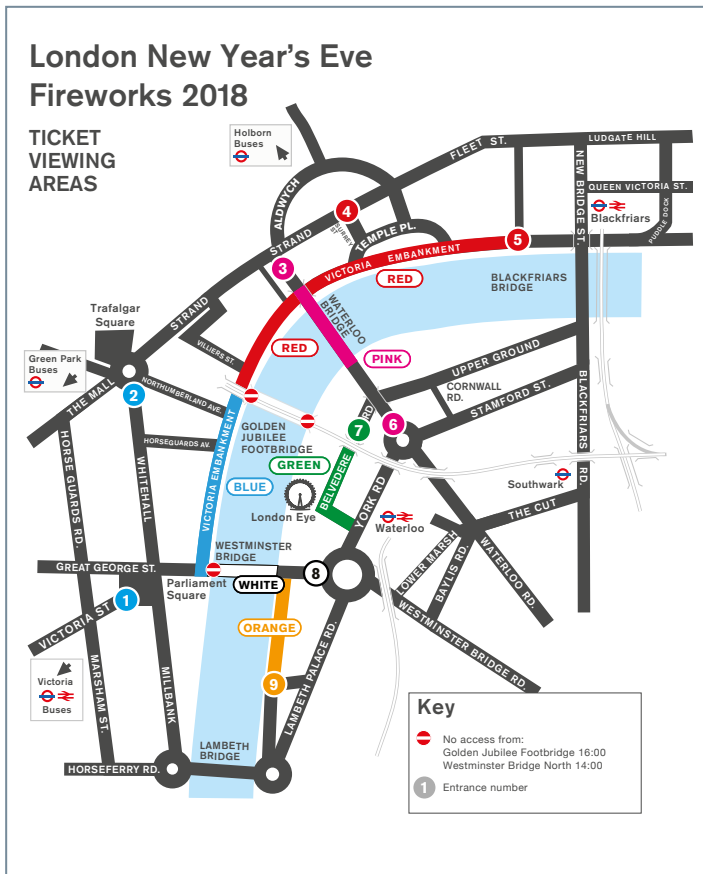 London New Year's Eve
Fireworks 2018
TICKET
VIEWING
AREAS
Holborn
Buses
FLEET ST.
LUDGATE HILL
NEW BRIDGE ST.
QUEEN VICTORIA ST.
Blackfriars
PUDDLE DOCK
ALDWYCH
4
SURREY ST
TEMPLE PL.
STRAND
3
5
VICTORIA EMBANKMENT
RED
BLACKFRIARS
BRIDGE
WATERLOO
BRIDGE
Trafalgar
Square
STRAND
RED
PINK
VILLIERS ST.
UPPER GROUND
Green Park
Buses
THE MALL
2
NORTHUMBERLAND AVE.
CORNWALL
RD.
STAMFORD ST.
BLACKFRIARS RD.
HORSE GUARDS RD.
WHITEHALL
HORSEGUARDS AV.
VICTORIA EMBANKMENT
GOLDEN
JUBILEE
FOOTBRIDGE
7
6
GREEN
BELVEDERE RD
BLUE
London Eye
YORK RD
Southwark
Waterloo
THE CUT
LOWER MARSH
BAYLIS RD.
WATERLOO RD.
WESTMINSTER
BRIDGE
GREAT GEORGE ST.
Parliament
Square
WHITE
8
1
VICTORIA ST
ORANGE
WESTMINSTER BRIDGE RD.
LAMBETH PALACE RD.
Victoria
Buses
MARSHAM ST.
MILLBANK
9
LAMBETH
BRIDGE
HORSEFERRY RD.
Key
No access from:
Golden Jubilee Footbridge 16:00
Westminster Bridge North 14:00
1 Entrance number